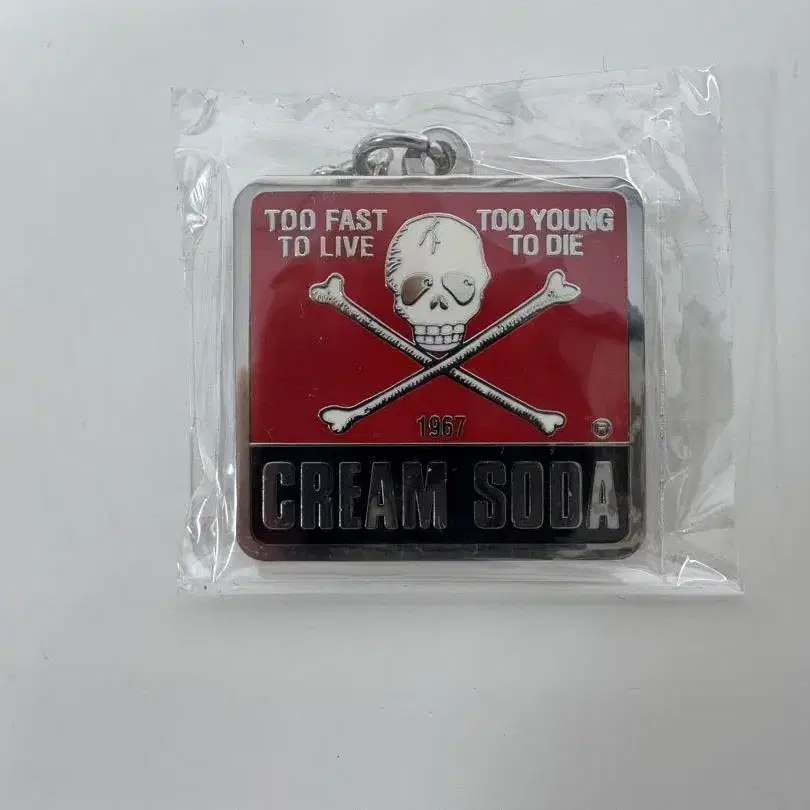 TOO FAST
TO LIVE
TOO YOUNG
TO DIE
1967
CREAM SODA